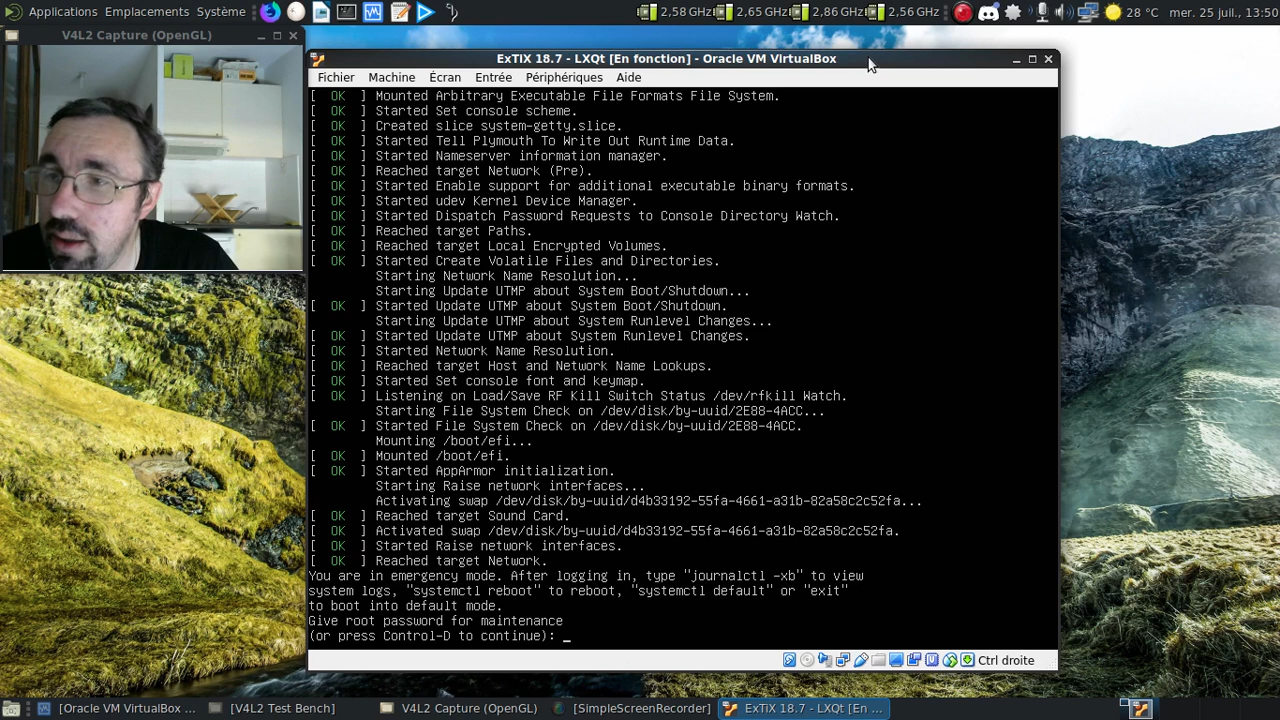 Applications Emplacements Système
2,58 GHz 2,65 GHz 2,86 GHz 2,56 GHz
28 °C mer. 25 juil., 13:50
V4L2 Capture (OpenGL)
ExTiX 18.7 - LXQt [En fonction] - Oracle VM VirtualBox
Fichier Machine Écran Entrée Périphériques Aide
[ OK ] Mounted Arbitrary Executable File Formats File System.
[ OK ] Started Set console scheme.
[ OK ] Created slice system-getty.slice.
[ OK ] Started Tell Plymouth To Write Out Runtime Data.
[ OK ] Started Nameserver information manager.
[ OK ] Reached target Network (Pre).
[ OK ] Started Enable support for additional executable binary formats.
[ OK ] Started udev Kernel Device Manager.
[ OK ] Started Dispatch Password Requests to Console Directory Watch.
[ OK ] Reached target Paths.
[ OK ] Reached target Local Encrypted Volumes.
[ OK ] Started Create Volatile Files and Directories.
Starting Network Name Resolution...
Starting Update UTMP about System Boot/Shutdown...
[ OK ] Started Update UTMP about System Boot/Shutdown.
Starting Update UTMP about System Runlevel Changes...
[ OK ] Started Update UTMP about System Runlevel Changes.
[ OK ] Started Network Name Resolution.
[ OK ] Reached target Host and Network Name Lookups.
[ OK ] Started Set console font and keymap.
[ OK ] Listening on Load/Save RF Kill Switch Status /dev/rfkill Watch.
Starting File System Check on /dev/disk/by-uuid/2E88-4ACC...
[ OK ] Started File System Check on /dev/disk/by-uuid/2E88-4ACC.
Mounting /boot/efi...
[ OK ] Mounted /boot/efi.
[ OK ] Started AppArmor initialization.
Starting Raise network interfaces...
Activating swap /dev/disk/by-uuid/d4b33192-55fa-4661-a31b-82a58c2c52fa...
[ OK ] Reached target Sound Card.
[ OK ] Activated swap /dev/disk/by-uuid/d4b33192-55fa-4661-a31b-82a58c2c52fa.
[ OK ] Started Raise network interfaces.
[ OK ] Reached target Network.
You are in emergency mode. After logging in, type "journalctl -xb" to view
system logs, "systemctl reboot" to reboot, "systemctl default" or "exit"
to boot into default mode.
Give root password for maintenance
(or press Control-D to continue): _
Ctrl droite
[Oracle VM VirtualBox ... [V4L2 Test Bench] V4L2 Capture (OpenGL) [SimpleScreenRecorder] ExTiX 18.7 - LXQt [En ...